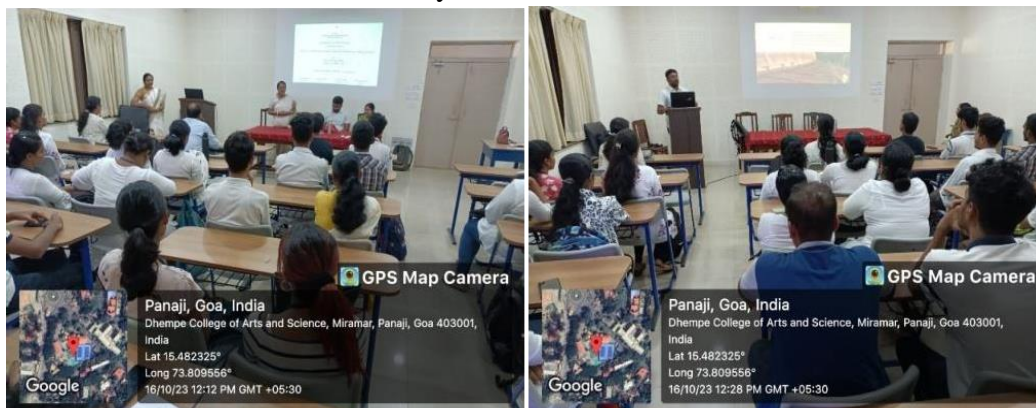 GPS Map Camera
Panaji, Goa, India
Dhempe College of Arts and Science, Miramar, Panaji, Goa 403001,
India
Lat 15.482325°
Long 73.809556°
16/10/23 12:12 PM GMT +05:30
Google
GPS Map Camera
Panaji, Goa, India
Dhempe College of Arts and Science, Miramar, Panaji, Goa 403001,
India
Lat 15.482325°
Long 73.809556°
16/10/23 12:28 PM GMT +05:30
Google